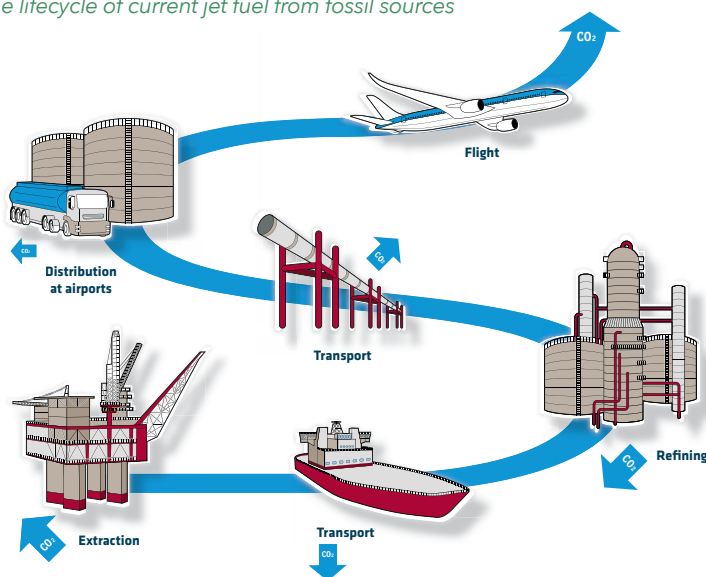 e lifecycle of current jet fuel from fossil sources
CO₂
Flight
CO₂
Distribution
at airports
CO₂
Transport
Refining
CO₂
Transport
CO₂
Extraction
CO₂